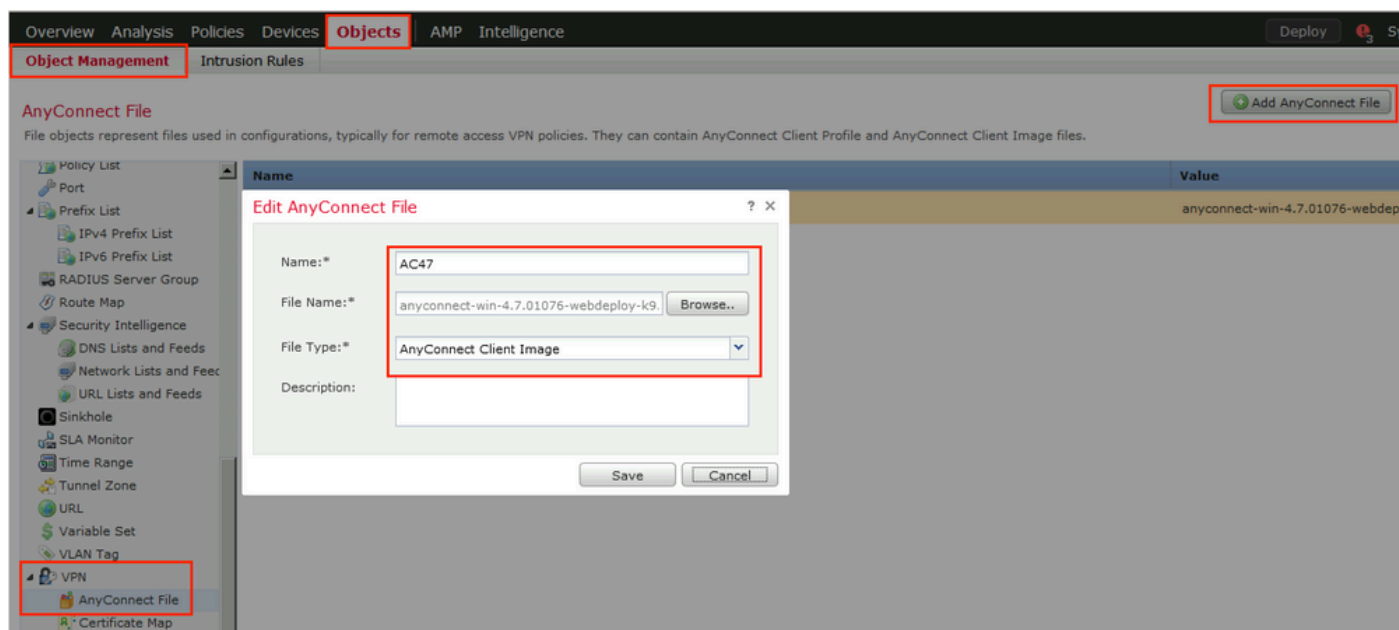 Overview Analysis Policies Devices Objects AMP Intelligence Deploy 3
Object Management Intrusion Rules
AnyConnect File
Add AnyConnect File
File objects represent files used in configurations, typically for remote access VPN policies. They can contain AnyConnect Client Profile and AnyConnect Client Image files.
Policy List
Port
Prefix List
IPv4 Prefix List
IPv6 Prefix List
RADIUS Server Group
Route Map
Security Intelligence
DNS Lists and Feeds
Network Lists and Feed
URL Lists and Feeds
Sinkhole
SLA Monitor
Time Range
Tunnel Zone
URL
Variable Set
VLAN Tag
VPN
AnyConnect File
Certificate Map
Name Value
anyconnect-win-4.7.01076-webdep
Edit AnyConnect File ? ×
Name:* AC47
File Name:* anyconnect-win-4.7.01076-webdeploy-k9. Browse..
File Type:* AnyConnect Client Image
Description:
Save Cancel